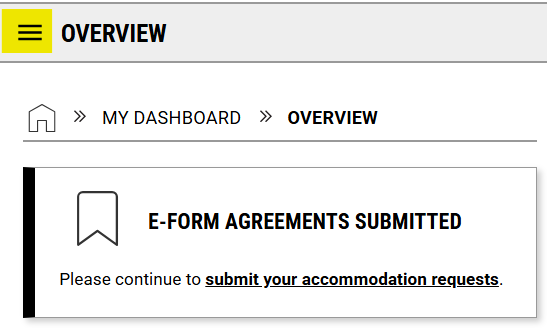 OVERVIEW
MY DASHBOARD » OVERVIEW
E-FORM AGREEMENTS SUBMITTED
Please continue to submit your accommodation requests.